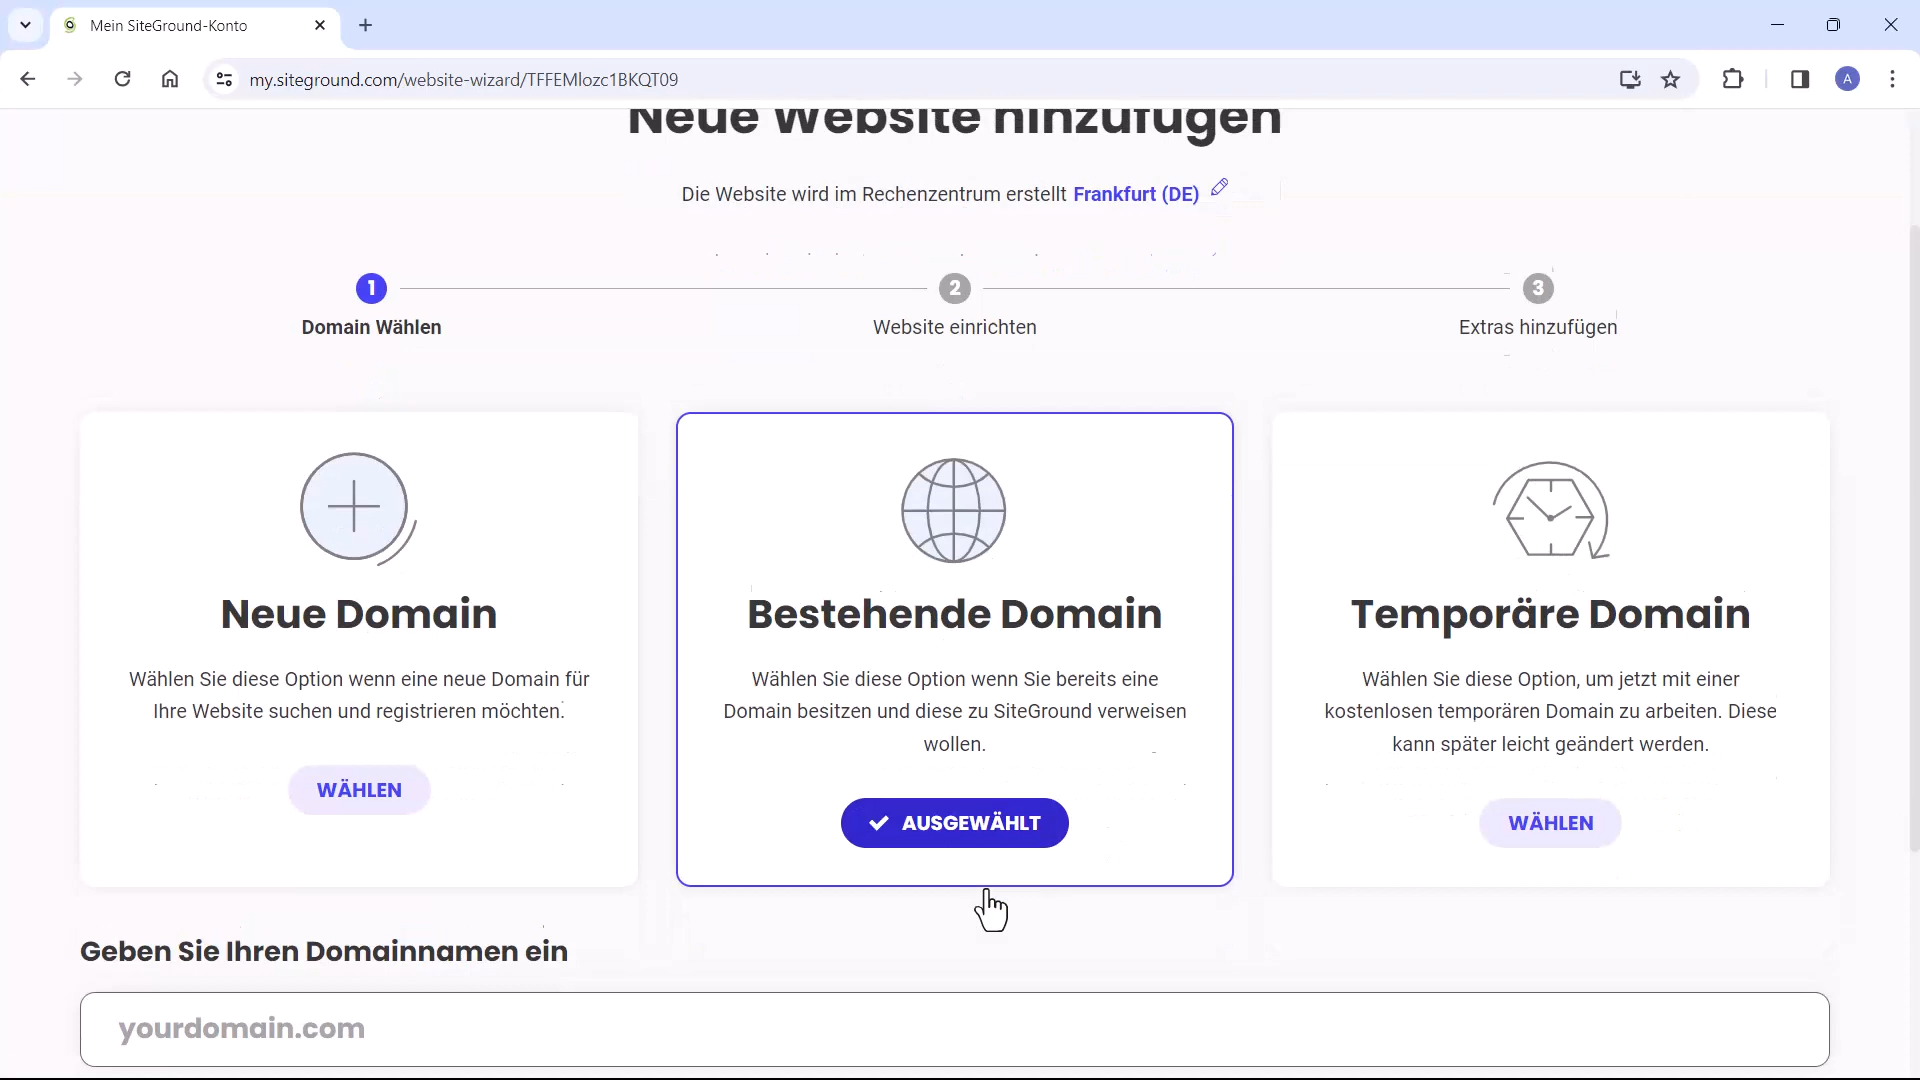 Mein SiteGround-Konto
my.siteground.com/website-wizard/TFFEMlozc1BKQT09
A
Neue Website hinzufügen
Die Website wird im Rechenzentrum erstellt Frankfurt (DE)
1
2
3
Domain Wählen
Website einrichten
Extras hinzufügen
Neue Domain
Wählen Sie diese Option wenn eine neue Domain für
Ihre Website suchen und registrieren möchten.
WÄHLEN
Bestehende Domain
Wählen Sie diese Option wenn Sie bereits eine
Domain besitzen und diese zu SiteGround verweisen
wollen.
AUSGEWÄHLT
Temporäre Domain
Wählen Sie diese Option, um jetzt mit einer
kostenlosen temporären Domain zu arbeiten. Diese
kann später leicht geändert werden.
WÄHLEN
Geben Sie Ihren Domainnamen ein
yourdomain.com